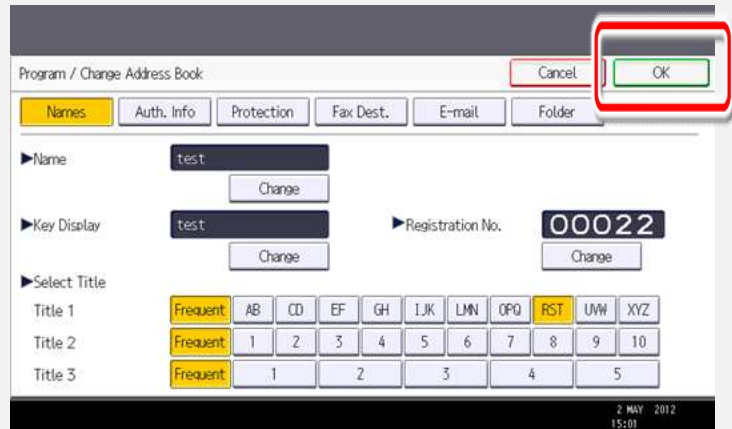 Program / Change Address Book Cancel OK
Names Auth. Info Protection Fax Dest. E-mail Folder
►Name test
Change
►Key Display test ►Registration No. 00022
Change Change
►Select Title
Title 1 Frequent AB CD EF GH IJK LMN OPQ RST UVW XYZ
Title 2 Frequent 1 2 3 4 5 6 7 8 9 10
Title 3 Frequent 1 2 3 4 5
2 MAY 2012
15:01